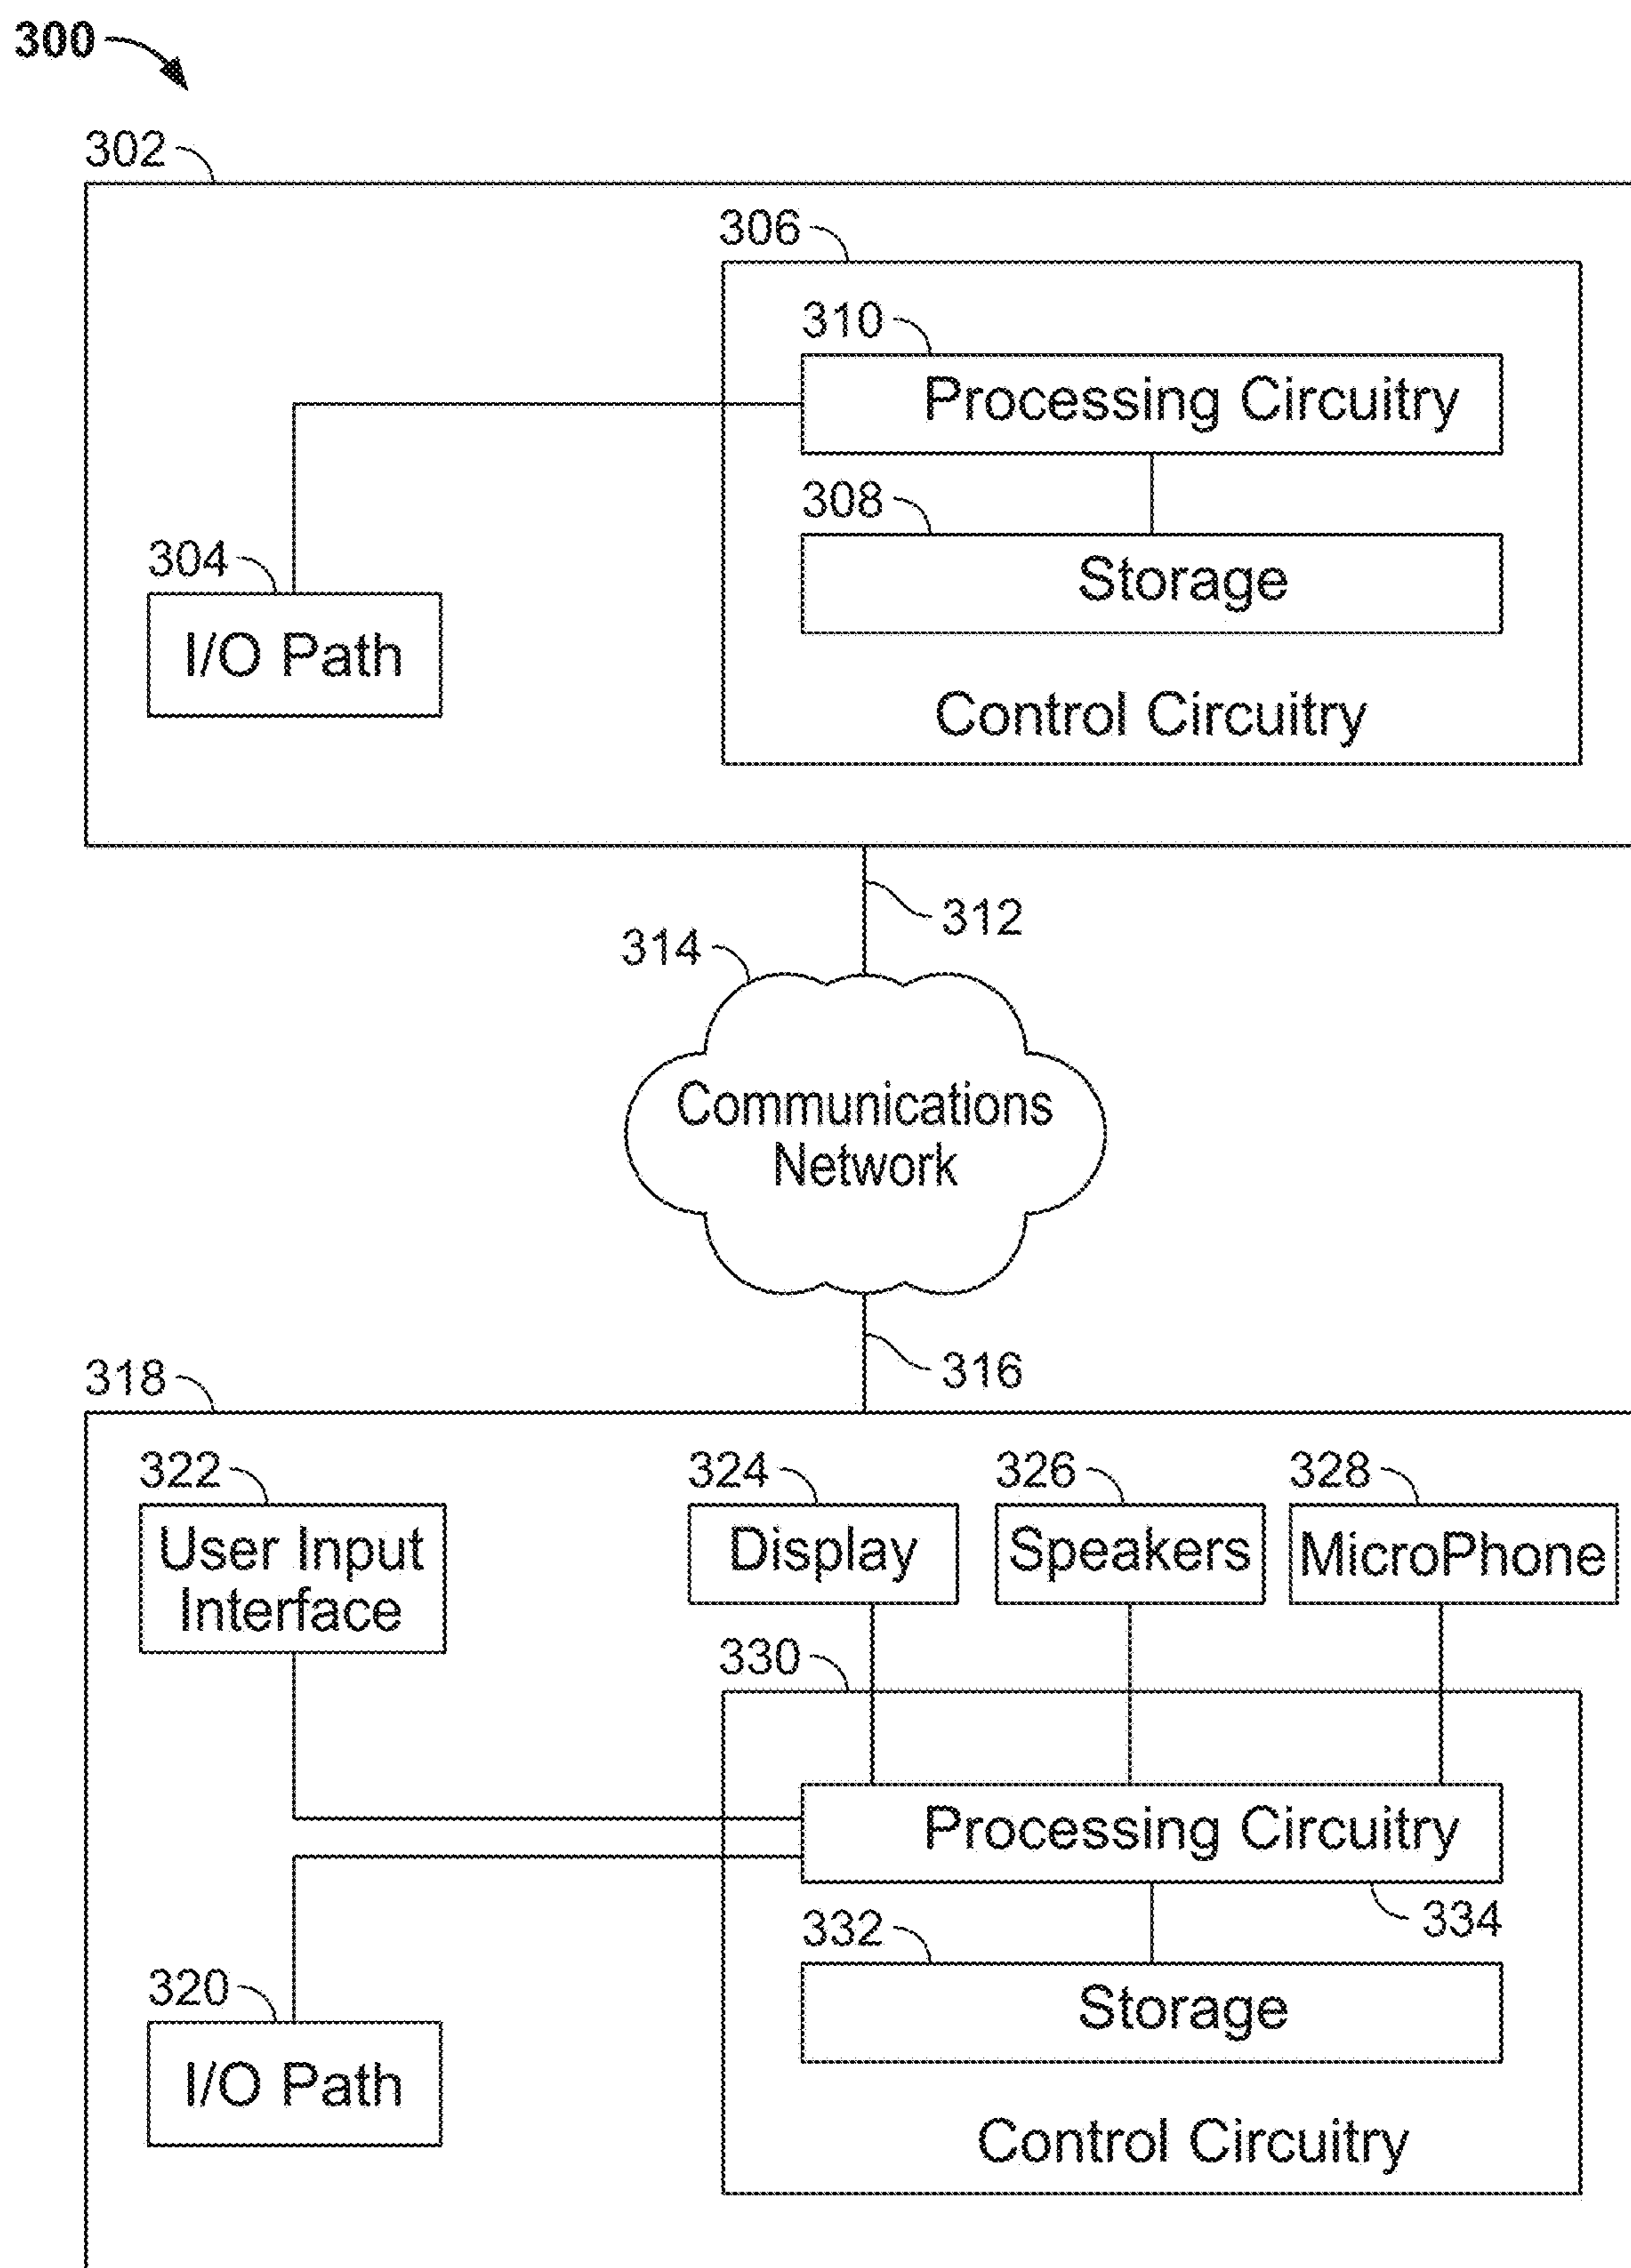 300
302
306
310
Processing Circuitry
308
Storage
304
I/O Path
Control Circuitry
312
314
Communications
Network
316
318
322
User Input
Interface
324
Display
326
Speakers
328
MicroPhone
330
Processing Circuitry
334
332
Storage
320
I/O Path
Control Circuitry